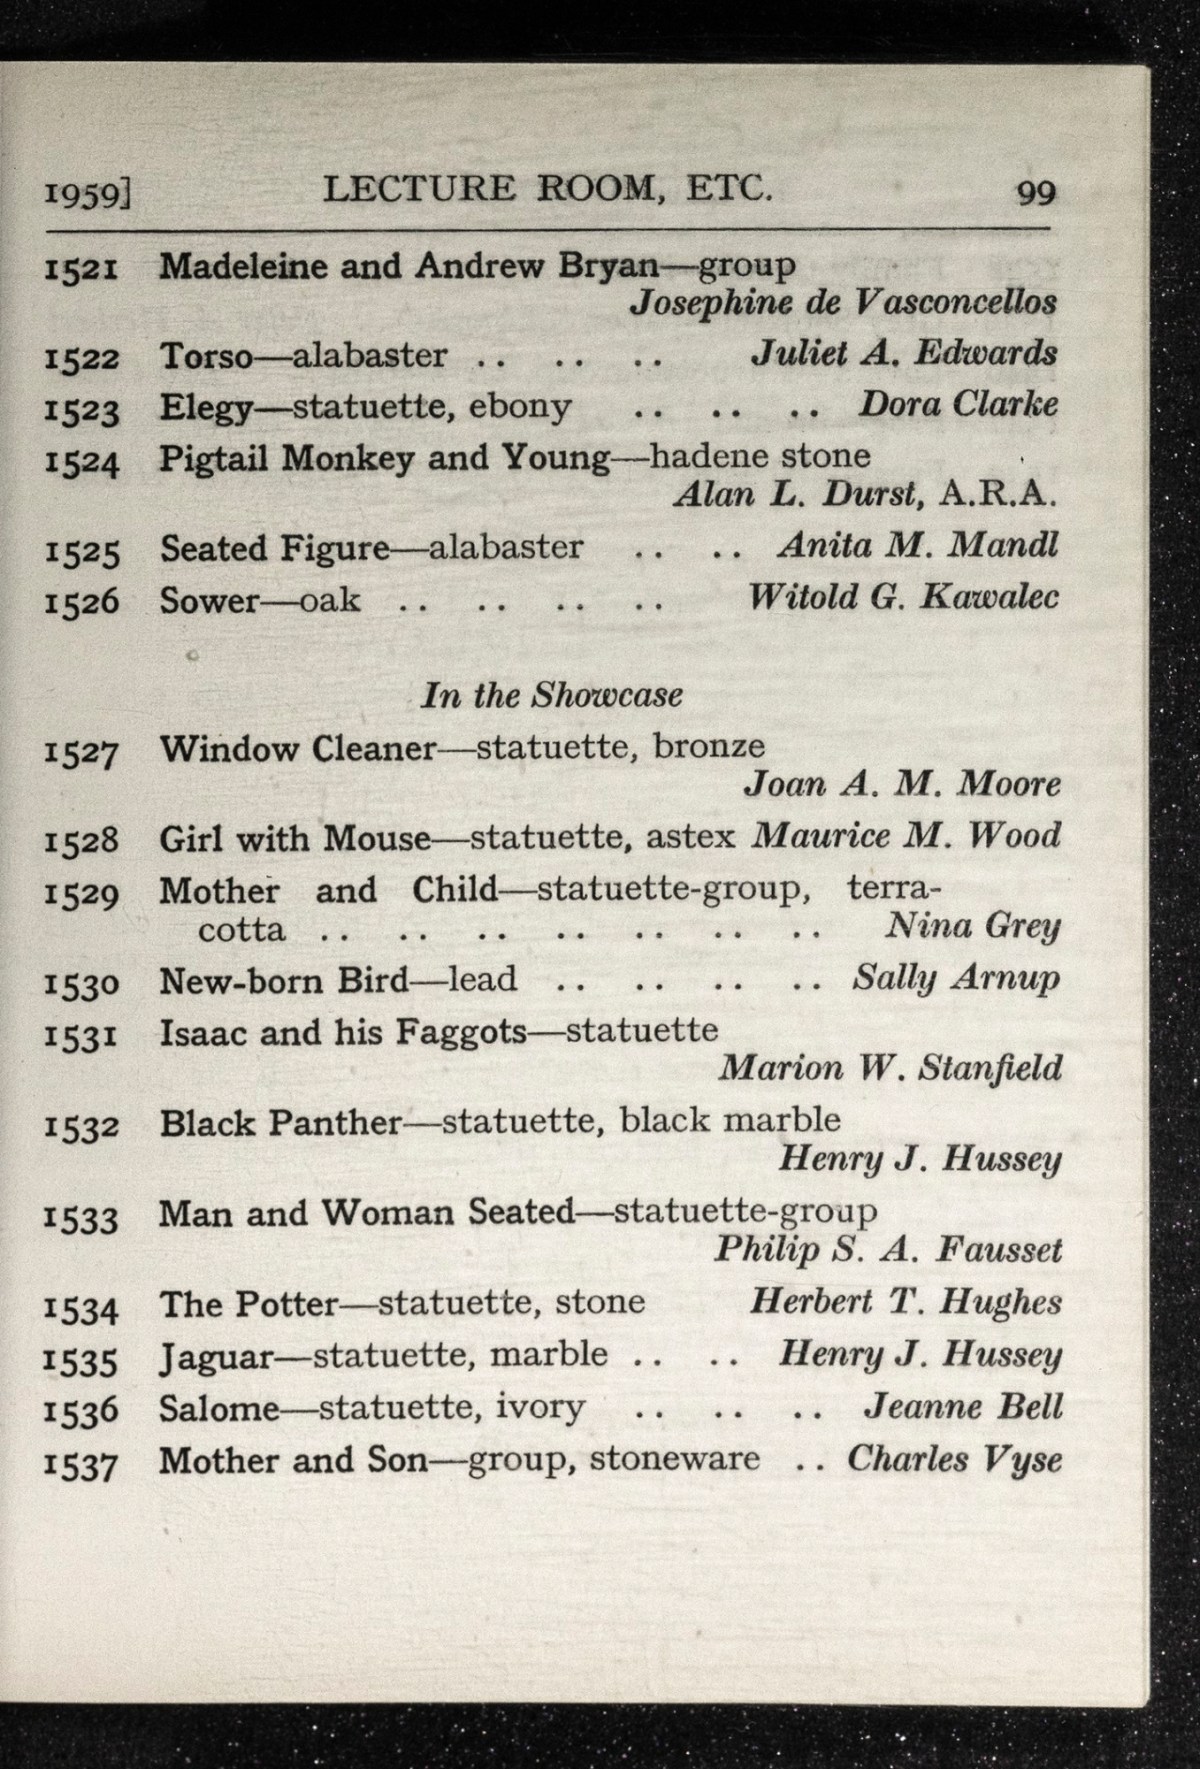 1959] LECTURE ROOM, ETC. 99
1521 Madeleine and Andrew Bryan—group
Josephine de Vasconcellos
1522 Torso—alabaster .. .. .. Juliet A. Edwards
1523 Elegy—statuette, ebony .. .. .. Dora Clarke
1524 Pigtail Monkey and Young—hadene stone
Alan L. Durst, A.R.A.
1525 Seated Figure—alabaster .. .. Anita M. Mandl
1526 Sower—oak .. .. .. .. Witold G. Kawalec
In the Showcase
1527 Window Cleaner—statuette, bronze
Joan A. M. Moore
1528 Girl with Mouse—statuette, astex Maurice M. Wood
1529 Mother and Child—statuette-group, terra-
cotta .. .. .. .. .. .. .. Nina Grey
1530 New-born Bird—lead .. .. .. .. Sally Arnup
1531 Isaac and his Faggots—statuette
Marion W. Stanfield
1532 Black Panther—statuette, black marble
Henry J. Hussey
1533 Man and Woman Seated—statuette-group
Philip S. A. Fausset
1534 The Potter—statuette, stone Herbert T. Hughes
1535 Jaguar—statuette, marble .. .. Henry J. Hussey
1536 Salome—statuette, ivory .. .. .. Jeanne Bell
1537 Mother and Son—group, stoneware .. Charles Vyse